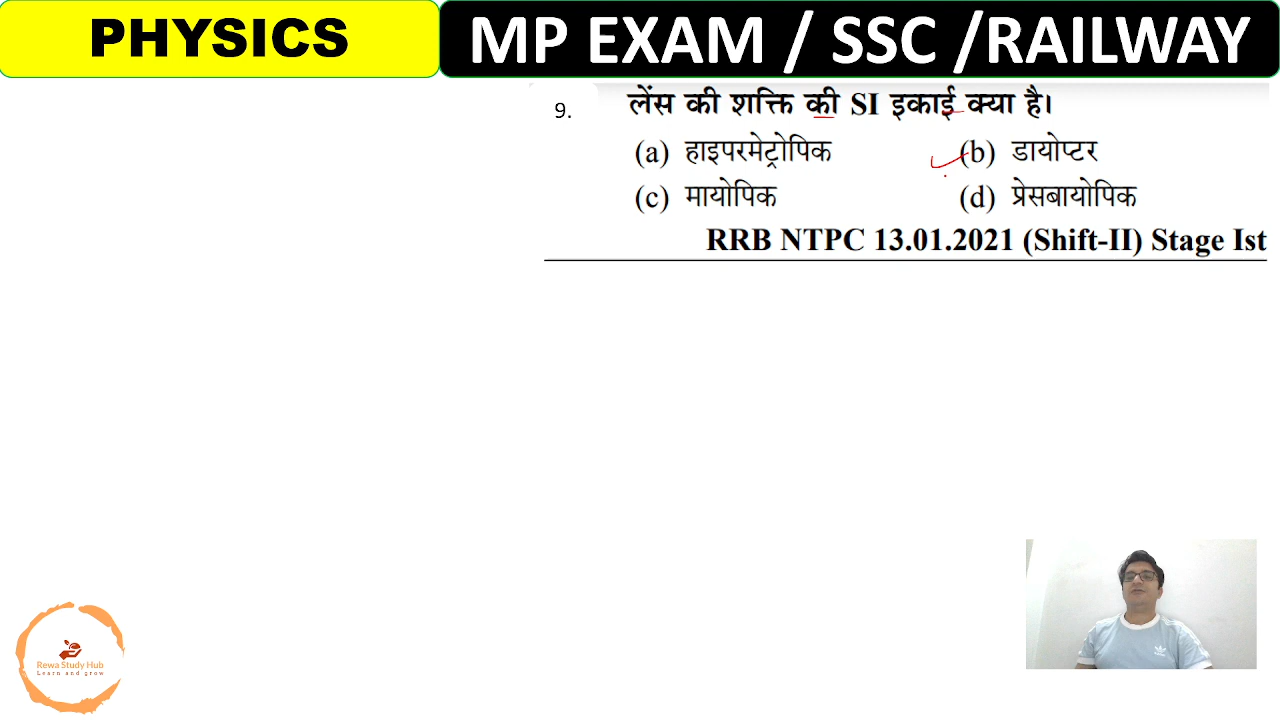 PHYSICS
MP EXAM / SSC /RAILWAY
9. लेंस की शक्ति की SI इकाई क्या है।
(a) हाइपरमेट्रोपिक (b) डायोप्टर
(c) मायोपिक (d) प्रेसबायोपिक
RRB NTPC 13.01.2021 (Shift-II) Stage Ist
Rewa Study Hub
Learn and grow